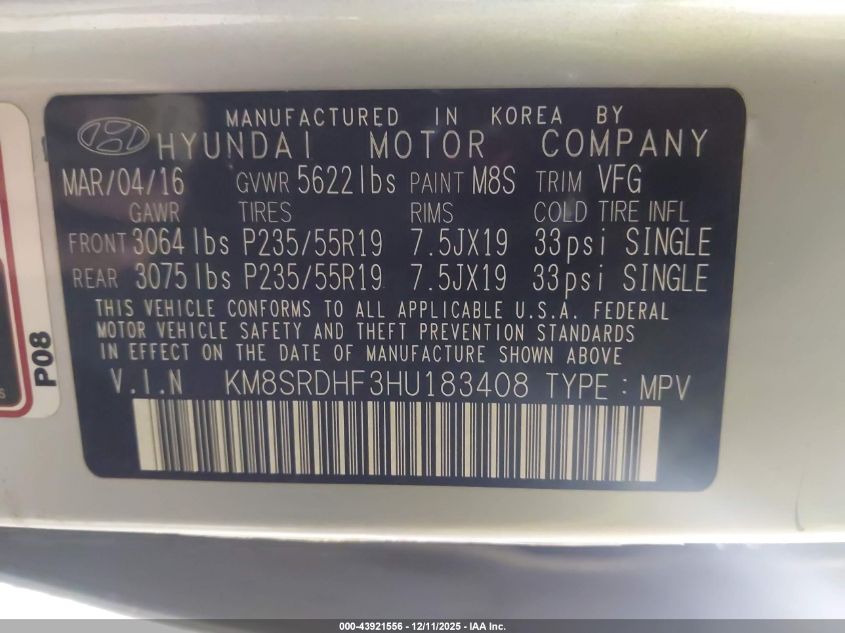 MANUFACTURED IN KOREA BY
HYUNDAI MOTOR COMPANY
MAR/04/16 GVWR 5622lbs PAINT M8S TRIM VFG
GAWR TIRES RIMS COLD TIRE INFL
FRONT 3064lbs P235/55R19 7.5JX19 33psi SINGLE
REAR 3075lbs P235/55R19 7.5JX19 33psi SINGLE
THIS VEHICLE CONFORMS TO ALL APPLICABLE U.S.A. FEDERAL
MOTOR VEHICLE SAFETY AND THEFT PREVENTION STANDARDS
IN EFFECT ON THE DATE OF MANUFACTURE SHOWN ABOVE
V.I.N KM8SRDHF3HU183408 TYPE : MPV
P08
000-43921556 - 12/11/2025 - IAA Inc.